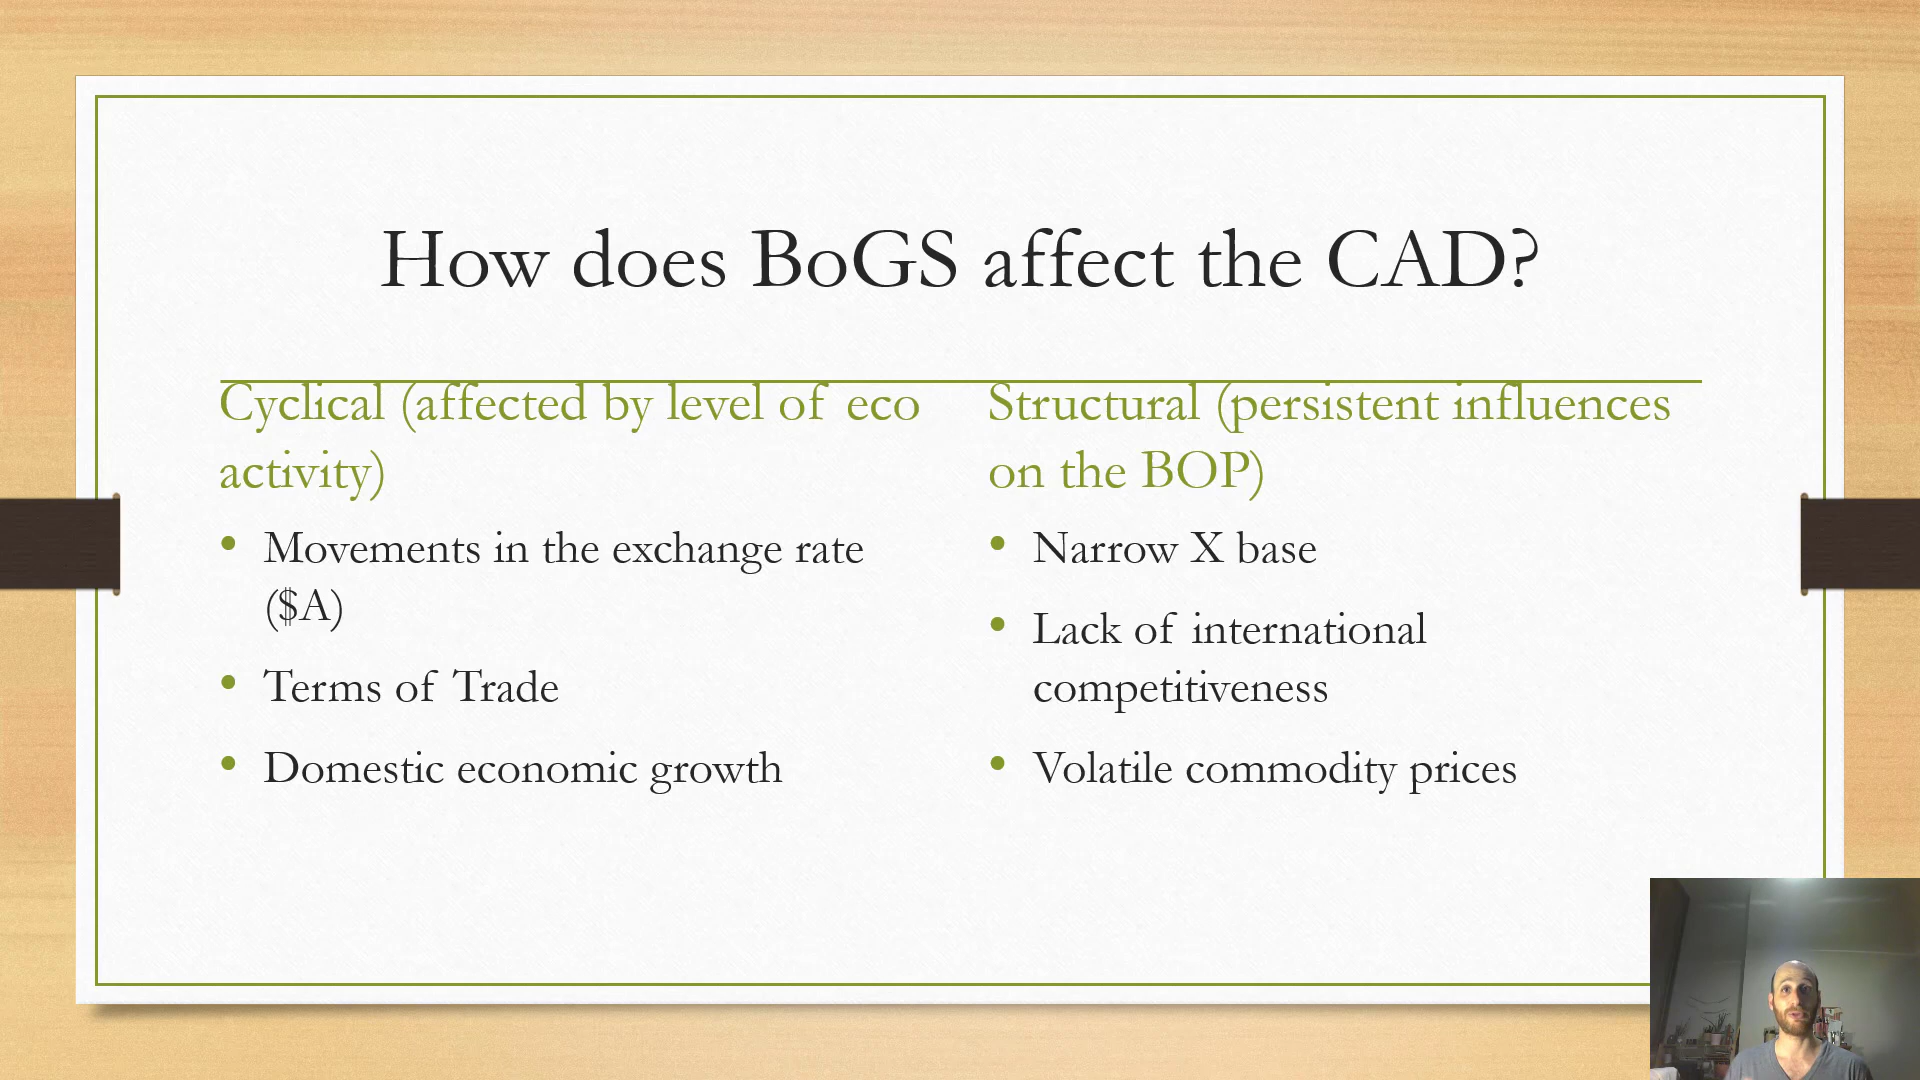 How does BoGS affect the CAD?
Cyclical (affected by level of eco
activity)
• Movements in the exchange rate
($A)
• Terms of Trade
• Domestic economic growth
Structural (persistent influences
on the BOP)
• Narrow X base
• Lack of international
competitiveness
• Volatile commodity prices